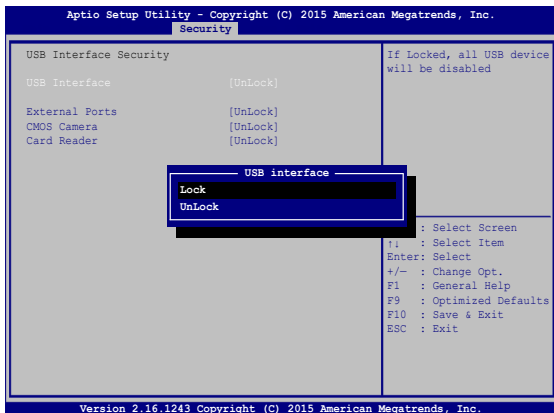 Aptio Setup Utility - Copyright (C) 2015 American Megatrends, Inc.
Security
USB Interface Security
USB Interface [UnLock]
External Ports [UnLock]
CMOS Camera [UnLock]
Card Reader [UnLock]
USB interface
Lock
UnLock
If Locked, all USB device
will be disabled
: Select Screen
↑↓ : Select Item
Enter: Select
+/— : Change Opt.
F1 : General Help
F9 : Optimized Defaults
F10 : Save & Exit
ESC : Exit
Version 2.16.1243 Copyright (C) 2015 American Megatrends, Inc.